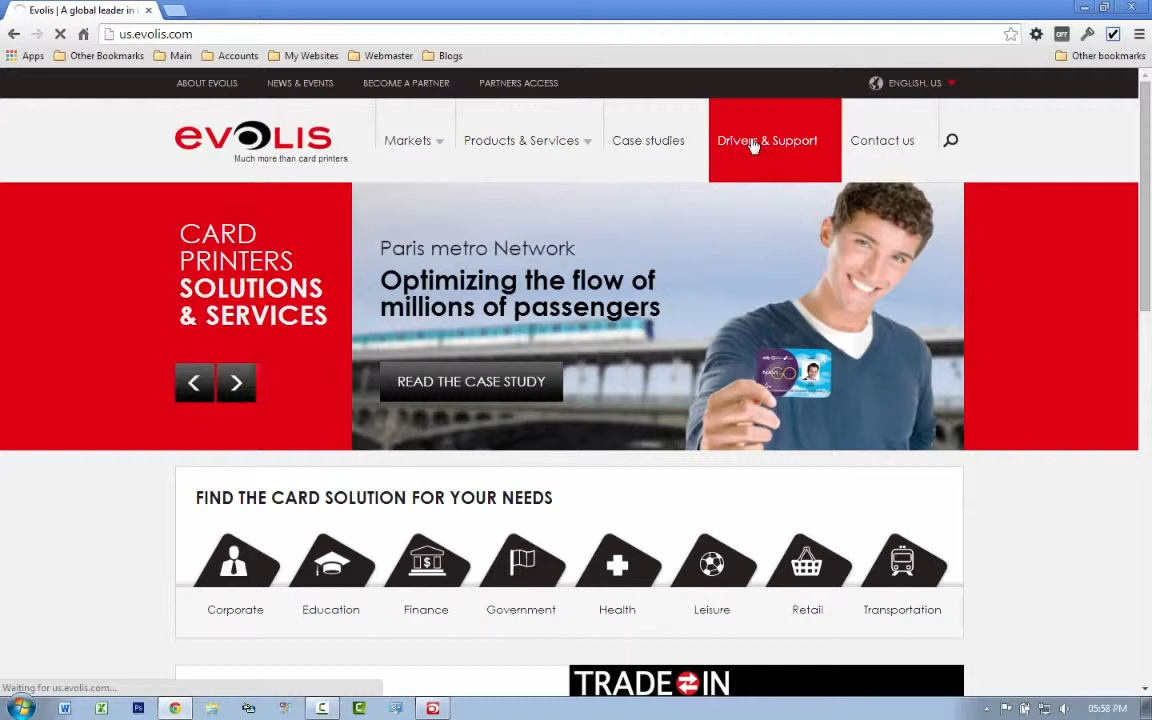 Evolis | A global leader in
us.evolis.com
Apps Other Bookmarks Main Accounts My Websites Webmaster Blogs Other bookmarks
ABOUT EVOLIS NEWS & EVENTS BECOME A PARTNER PARTNERS ACCESS ENGLISH, US
evolis
Much more than card printers
Markets Products & Services Case studies Drivers & Support Contact us
CARD
PRINTERS
SOLUTIONS
& SERVICES
Paris metro Network
Optimizing the flow of
millions of passengers
READ THE CASE STUDY
NAVIGO
FIND THE CARD SOLUTION FOR YOUR NEEDS
Corporate Education Finance Government Health Leisure Retail Transportation
TRADE IN
Waiting for us.evolis.com...
05:58 PM